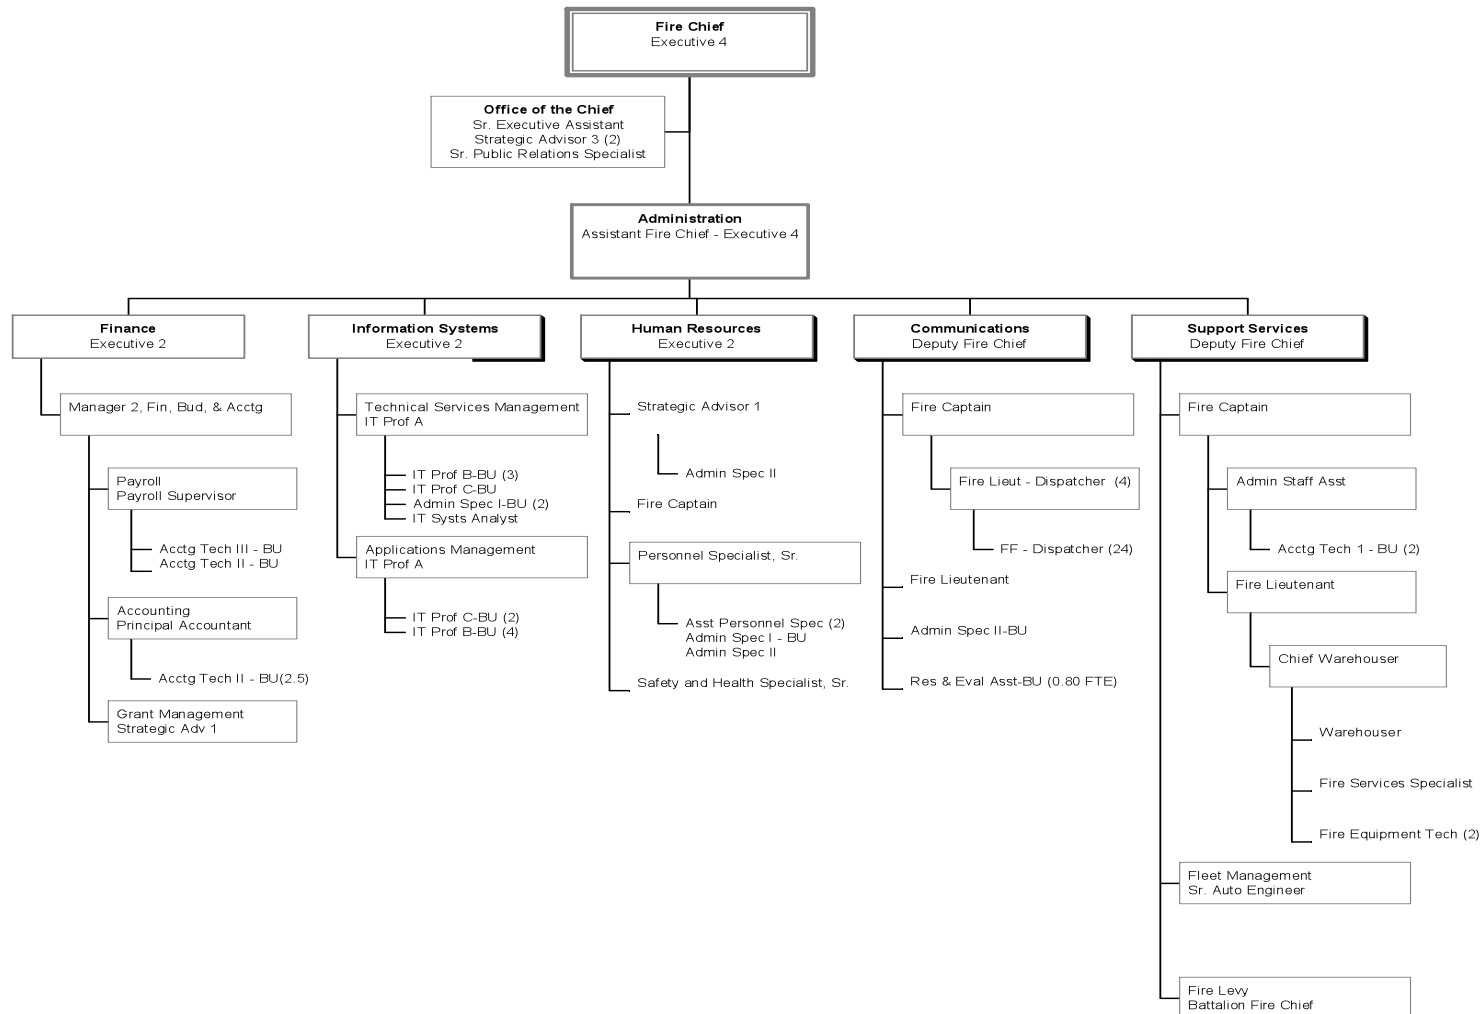 Fire Chief
Executive 4
Office of the Chief
Sr. Executive Assistant
Strategic Advisor 3 (2)
Sr. Public Relations Specialist
Administration
Assistant Fire Chief - Executive 4
Finance
Executive 2
Manager 2, Fin, Bud, & Acctg
Payroll
Payroll Supervisor
Acctg Tech III - BU
Acctg Tech II - BU
Accounting
Principal Accountant
Acctg Tech II - BU(2.5)
Grant Management
Strategic Adv 1
Information Systems
Executive 2
Technical Services Management
IT Prof A
IT Prof B-BU (3)
IT Prof C-BU
Admin Spec I-BU (2)
IT Systs Analyst
Applications Management
IT Prof A
IT Prof C-BU (2)
IT Prof B-BU (4)
Human Resources
Executive 2
Strategic Advisor 1
Admin Spec II
Fire Captain
Personnel Specialist, Sr.
Asst Personnel Spec (2)
Admin Spec I - BU
Admin Spec II
Safety and Health Specialist, Sr.
Communications
Deputy Fire Chief
Fire Captain
Fire Lieut - Dispatcher (4)
FF - Dispatcher (24)
Fire Lieutenant
Admin Spec II-BU
Res & Eval Asst-BU (0.80 FTE)
Support Services
Deputy Fire Chief
Fire Captain
Admin Staff Asst
Acctg Tech 1 - BU (2)
Fire Lieutenant
Chief Warehouser
Warehouser
Fire Services Specialist
Fire Equipment Tech (2)
Fleet Management
Sr. Auto Engineer
Fire Levy
Battalion Fire Chief